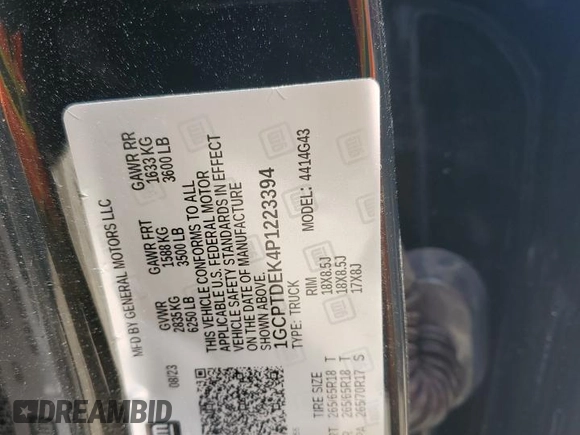 MFD BY GENERAL MOTORS LLC
08/23
GVWR GAWR FRT GAWR RR
2835 KG 1588 KG 1633 KG
6250 LB 3500 LB 3600 LB
THIS VEHICLE CONFORMS TO ALL
APPLICABLE U.S. FEDERAL MOTOR
VEHICLE SAFETY STANDARDS IN EFFECT
ON THE DATE OF MANUFACTURE
SHOWN ABOVE.
1GCPTDEK4P1223394
TYPE: TRUCK MODEL: 4414G43
TIRE SIZE RIM
265/65R18 T 18X8.5J
265/65R18 T 18X8.5J
265/70R17 S 17X8J
gm
DREAMBID